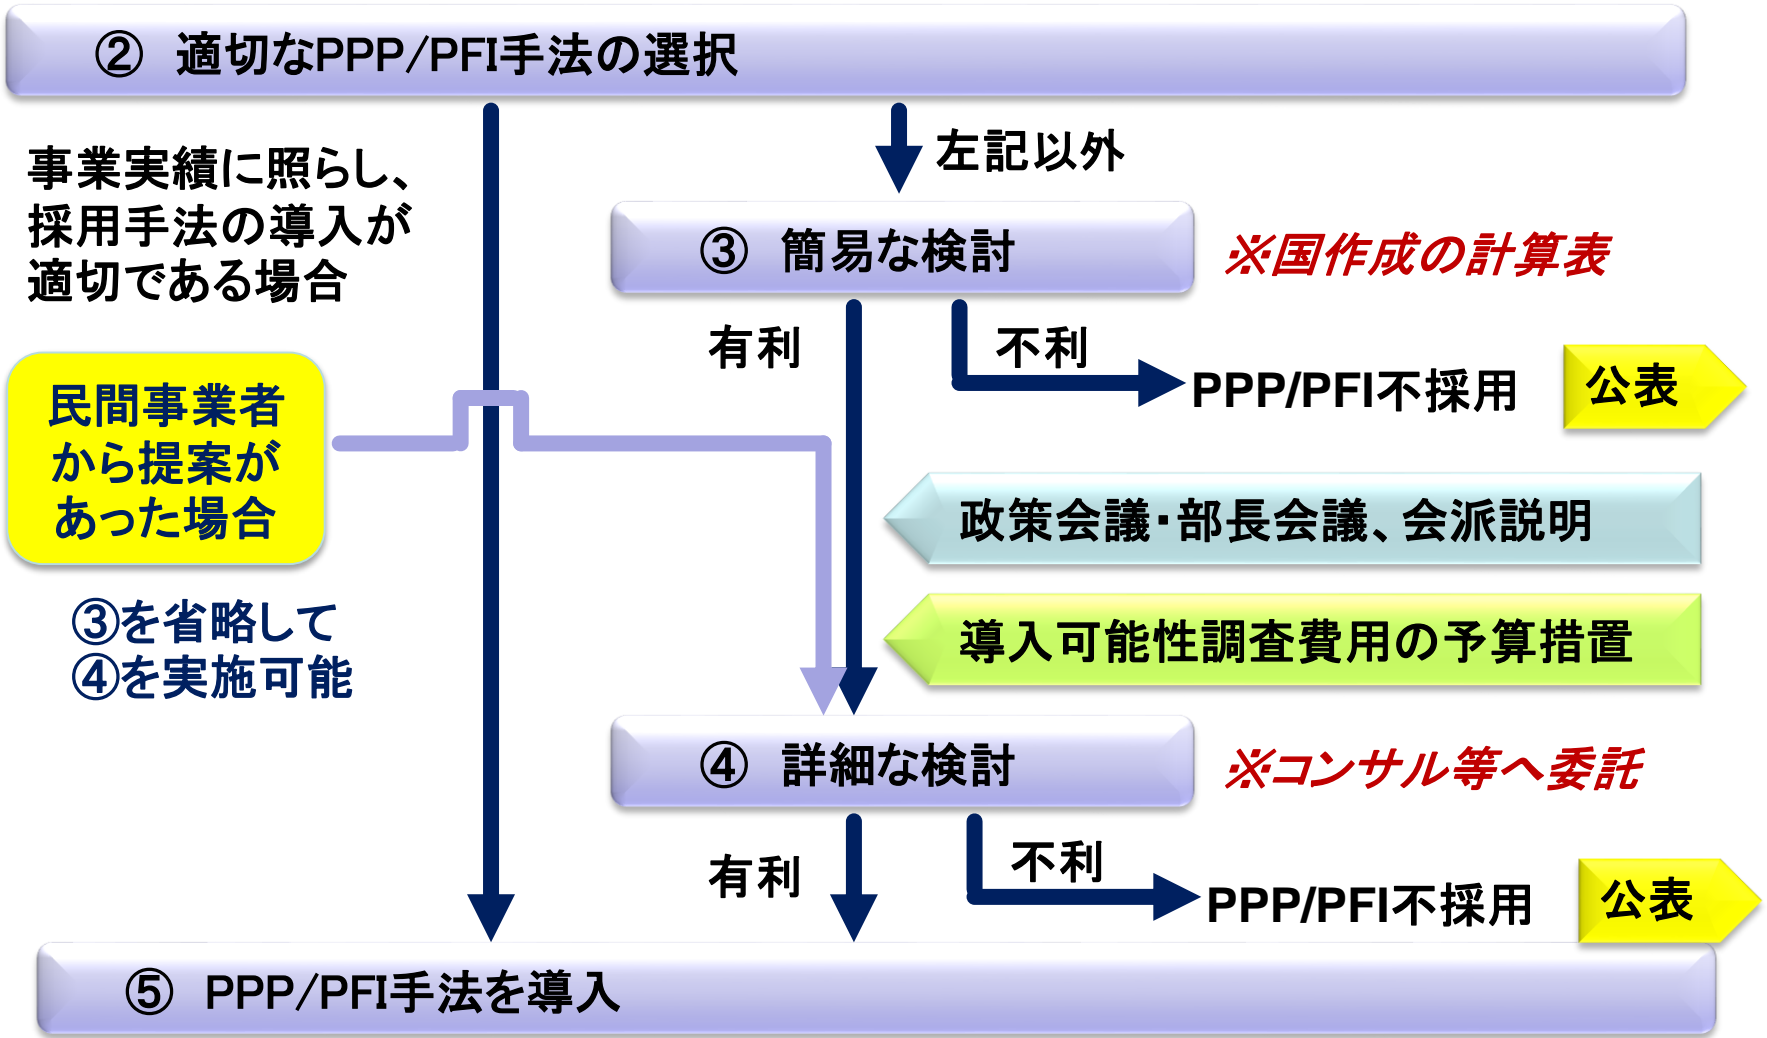 ② 適切なPPP/PFI手法の選択
事業実績に照らし、
採用手法の導入が
適切である場合
左記以外
③ 簡易な検討
※国作成の計算表
有利
不利
PPP/PFI不採用
公表
民間事業者
から提案が
あった場合
③を省略して
④を実施可能
政策会議・部長会議、会派説明
導入可能性調査費用の予算措置
④ 詳細な検討
※コンサル等へ委託
有利
不利
PPP/PFI不採用
公表
⑤ PPP/PFI手法を導入